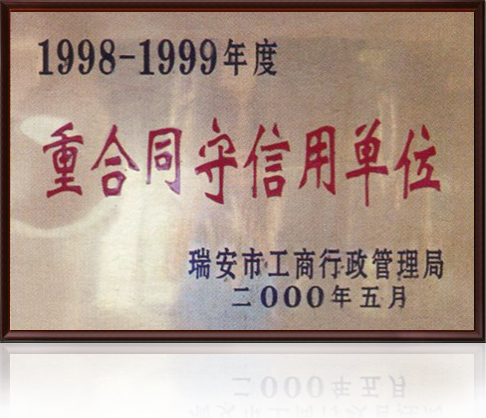 1998-1999年度
重合同守信用单位
瑞安市工商行政管理局
二000年五月